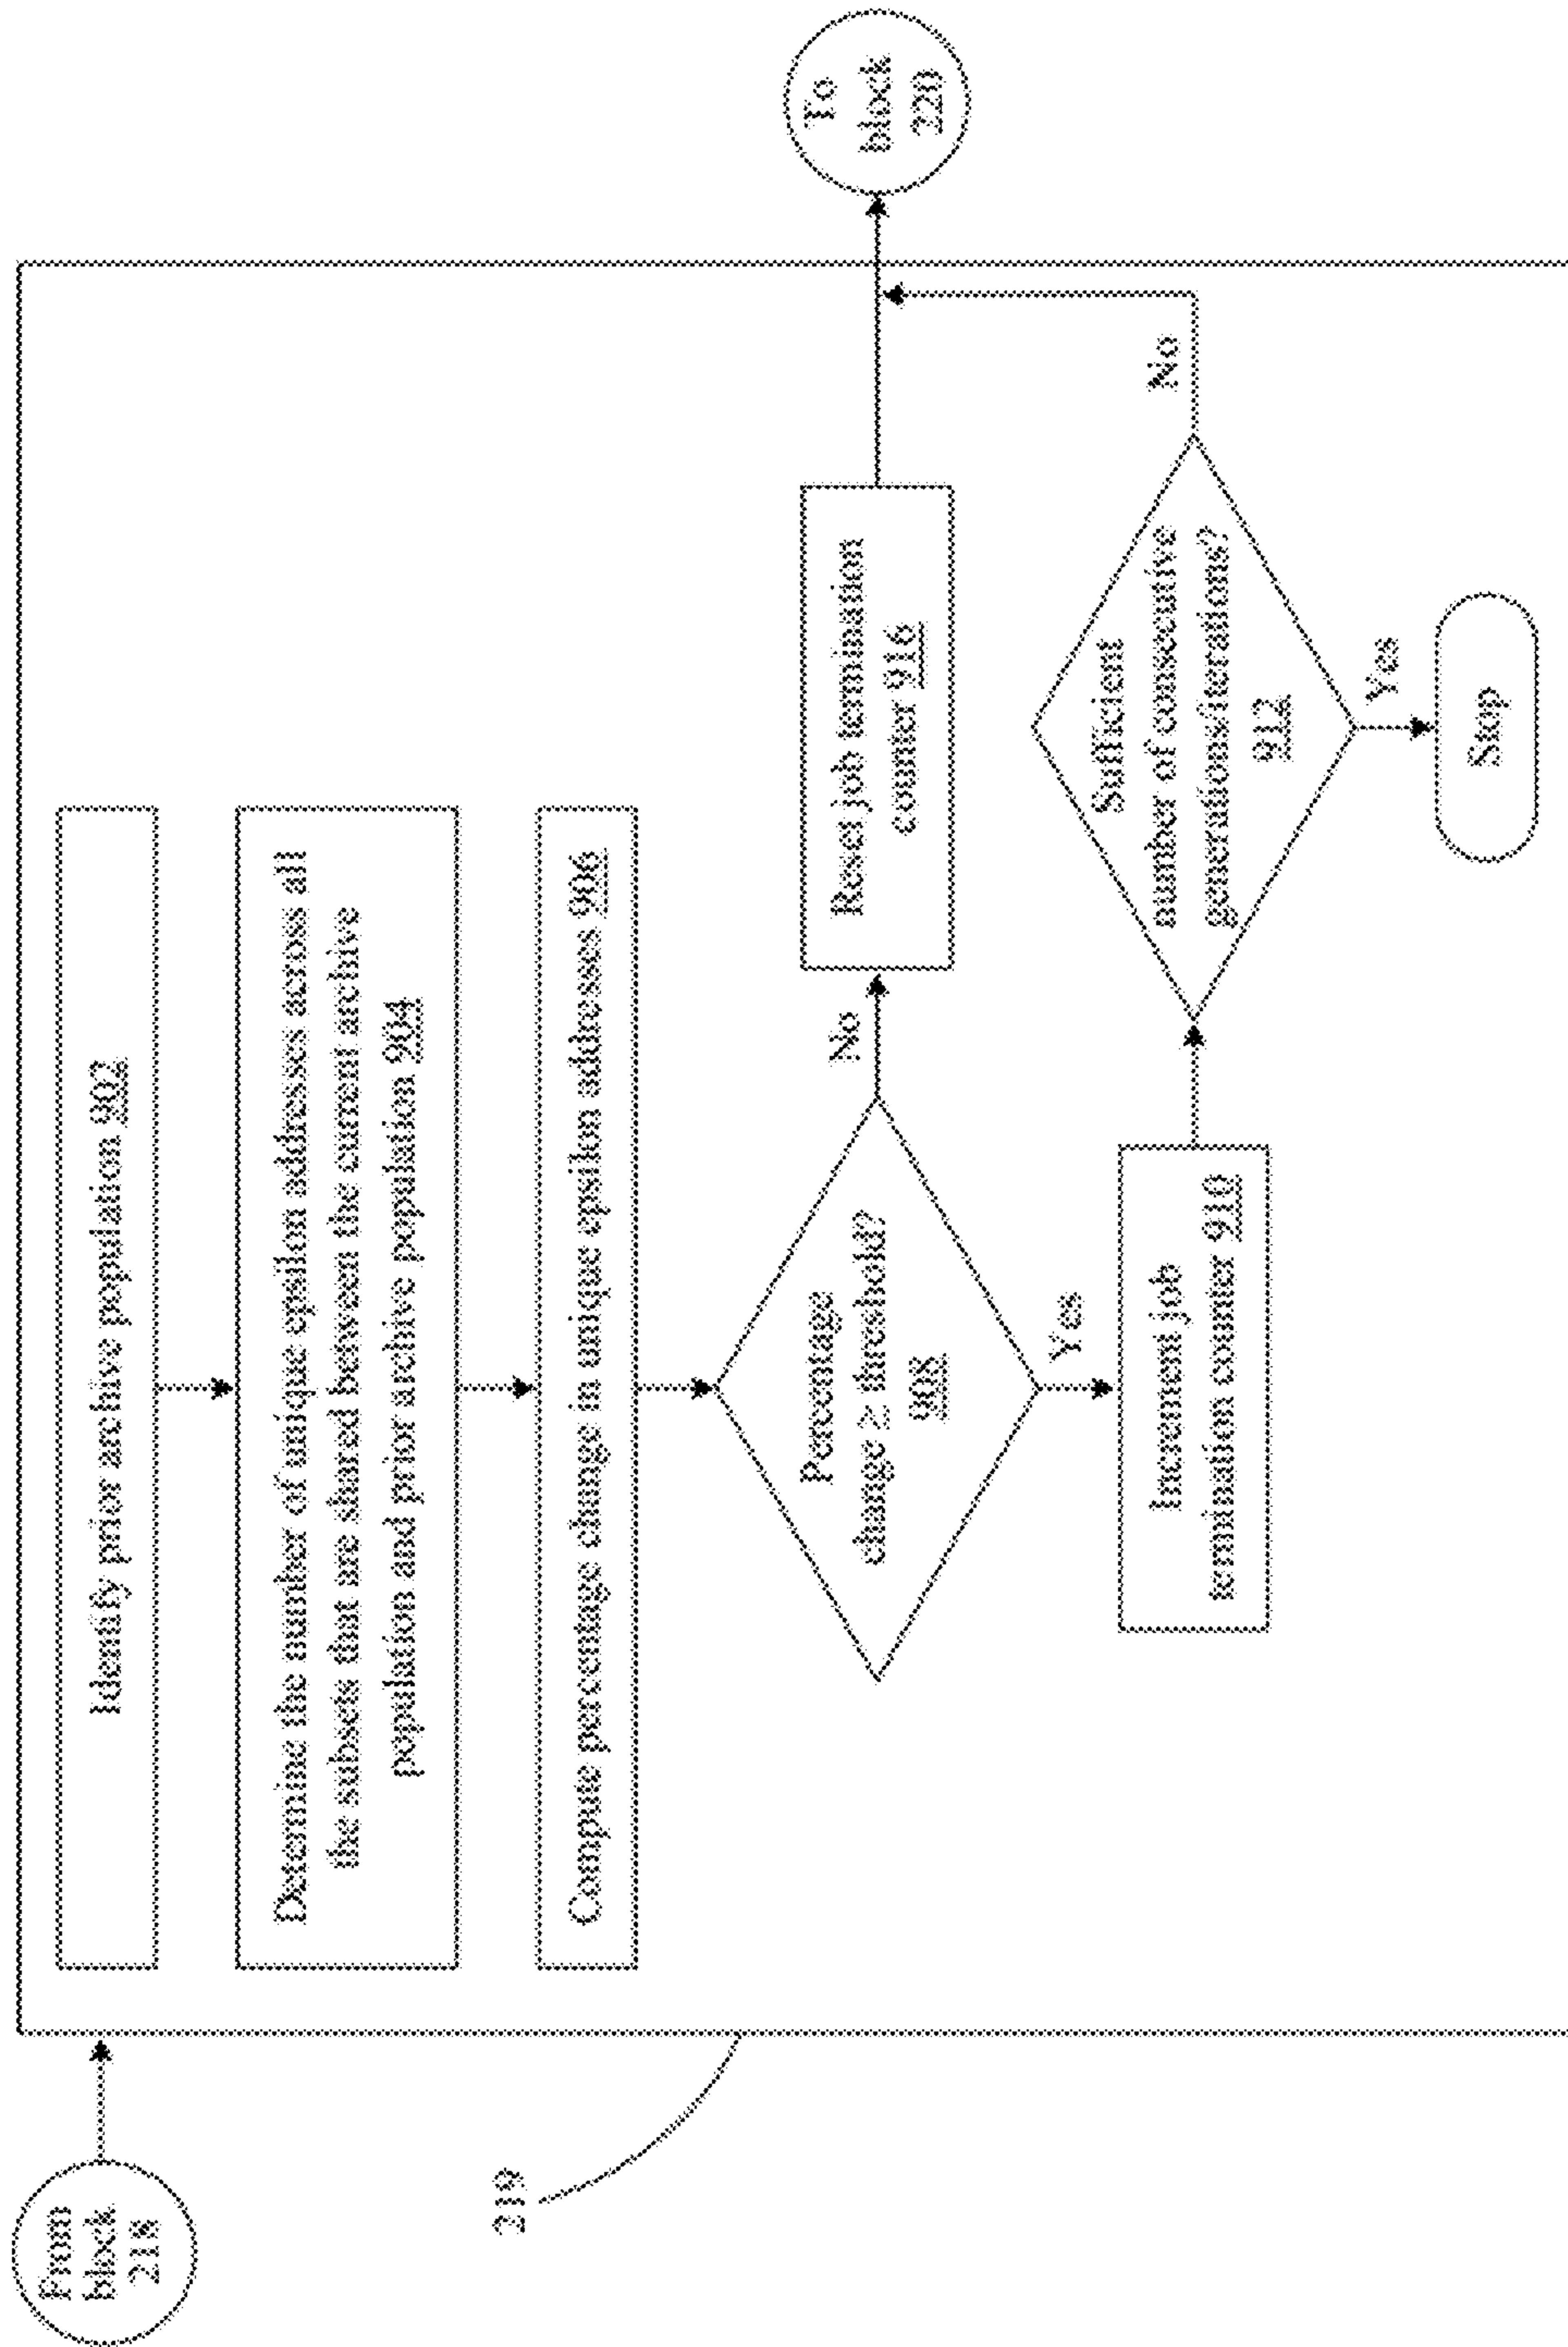 From
block
218
219
Identify prior archive population 902
Determine the number of unique epsilon addresses across all
the subsets that are shared between the current archive
population and prior archive population 904
Compute percentage change in unique epsilon addresses 906
Percentage
change ≥ threshold?
908
No
Yes
Reset job termination
counter 916
To
block
220
Increment job
termination counter 910
Sufficient
number of consecutive
generations/iterations?
912
No
Yes
Stop